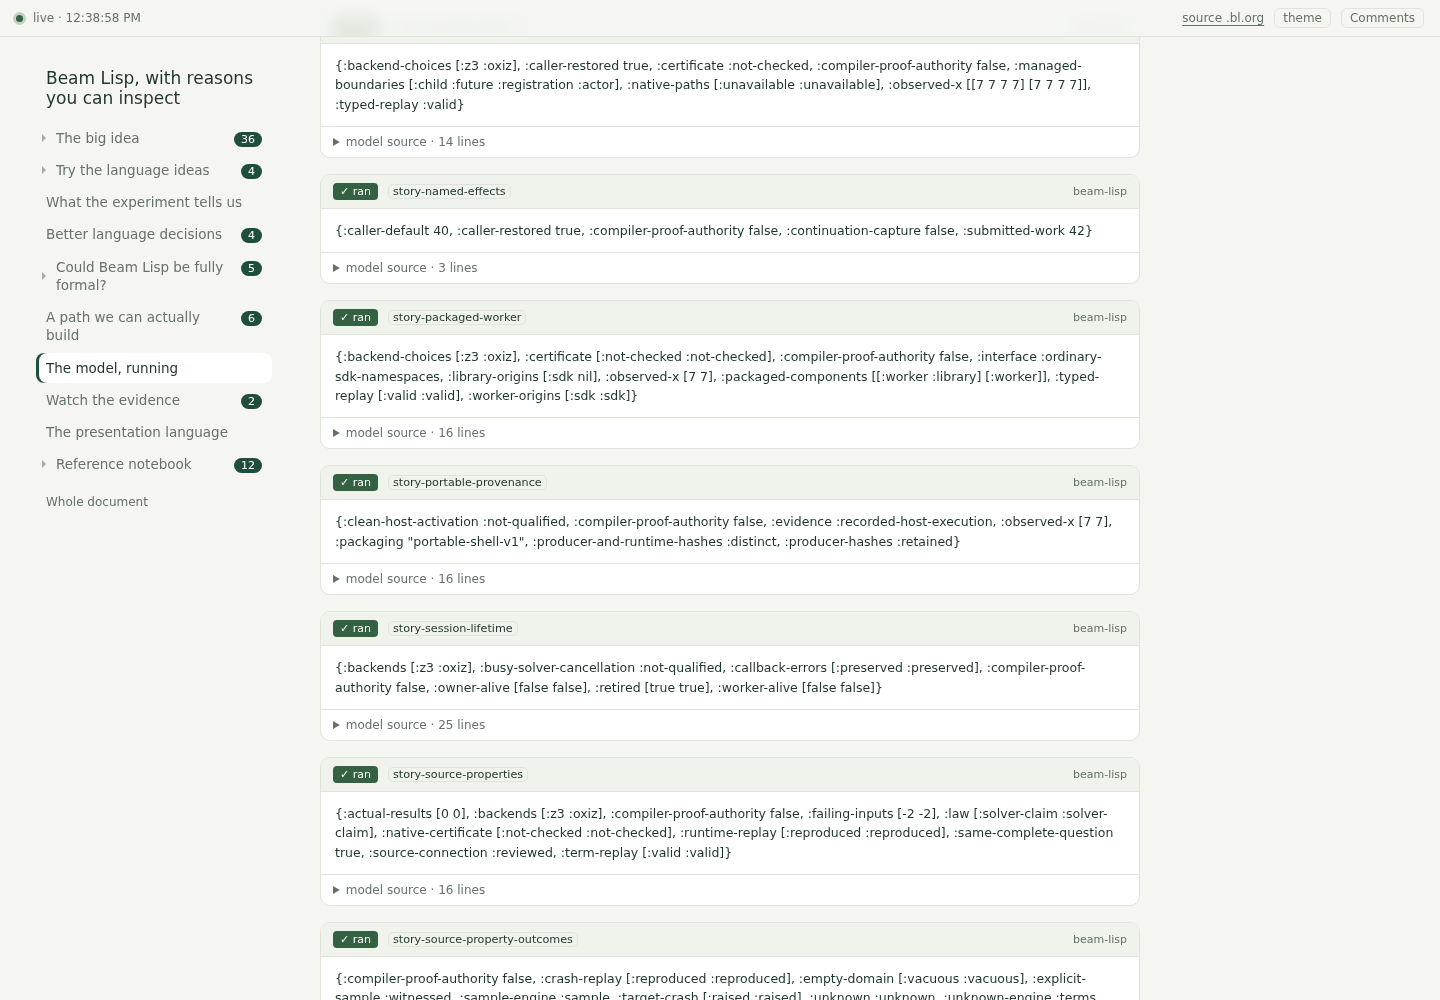 live · 12:38:58 PM
source .bl.org
theme
Comments
Beam Lisp, with reasons
you can inspect
The big idea 36
Try the language ideas 4
What the experiment tells us
Better language decisions 4
Could Beam Lisp be fully 5
formal?
A path we can actually 6
build
The model, running
Watch the evidence 2
The presentation language
Reference notebook 12
Whole document
{:backend-choices [:z3 :oxiz], :caller-restored true, :certificate :not-checked, :compiler-proof-authority false, :managed-
boundaries [:child :future :registration :actor], :native-paths [:unavailable :unavailable], :observed-x [[7 7 7 7] [7 7 7 7]],
:typed-replay :valid}
model source · 14 lines
✓ ran story-named-effects beam-lisp
{:caller-default 40, :caller-restored true, :compiler-proof-authority false, :continuation-capture false, :submitted-work 42}
model source · 3 lines
✓ ran story-packaged-worker beam-lisp
{:backend-choices [:z3 :oxiz], :certificate [:not-checked :not-checked], :compiler-proof-authority false, :interface :ordinary-
sdk-namespaces, :library-origins [:sdk nil], :observed-x [7 7], :packaged-components [[:worker :library] [:worker]], :typed-
replay [:valid :valid], :worker-origins [:sdk :sdk]}
model source · 16 lines
✓ ran story-portable-provenance beam-lisp
{:clean-host-activation :not-qualified, :compiler-proof-authority false, :evidence :recorded-host-execution, :observed-x [7 7],
:packaging "portable-shell-v1", :producer-and-runtime-hashes :distinct, :producer-hashes :retained}
model source · 16 lines
✓ ran story-session-lifetime beam-lisp
{:backends [:z3 :oxiz], :busy-solver-cancellation :not-qualified, :callback-errors [:preserved :preserved], :compiler-proof-
authority false, :owner-alive [false false], :retired [true true], :worker-alive [false false]}
model source · 25 lines
✓ ran story-source-properties beam-lisp
{:actual-results [0 0], :backends [:z3 :oxiz], :compiler-proof-authority false, :failing-inputs [-2 -2], :law [:solver-claim :solver-
claim], :native-certificate [:not-checked :not-checked], :runtime-replay [:reproduced :reproduced], :same-complete-question
true, :source-connection :reviewed, :term-replay [:valid :valid]}
model source · 16 lines
✓ ran story-source-property-outcomes beam-lisp
{:compiler-proof-authority false, :crash-replay [:reproduced :reproduced], :empty-domain [:vacuous :vacuous], :explicit-
sample :witnessed, :sample-engine :sample, :target-crash [:raised :raised], :unknown :unknown, :unknown-engine :terms,